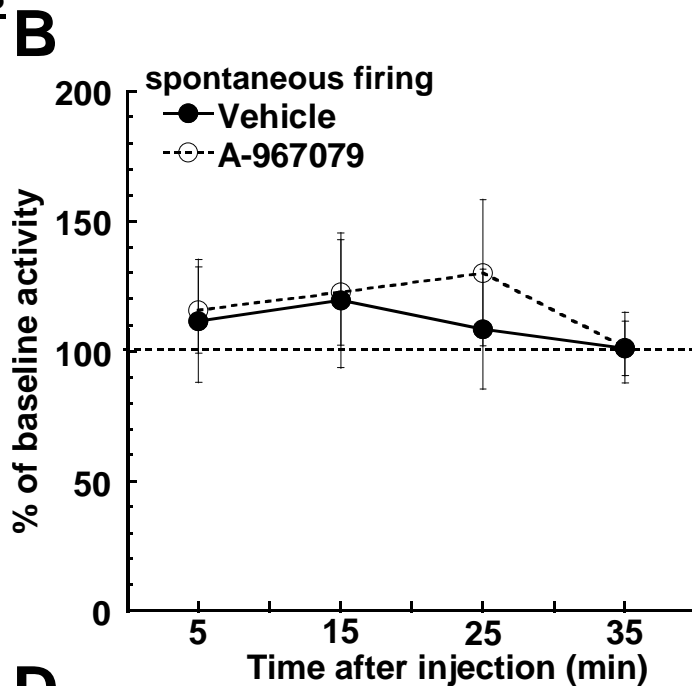 B
spontaneous firing
Vehicle
A-967079
% of baseline activity
200
150
100
50
0
5 15 25 35
Time after injection (min)
D